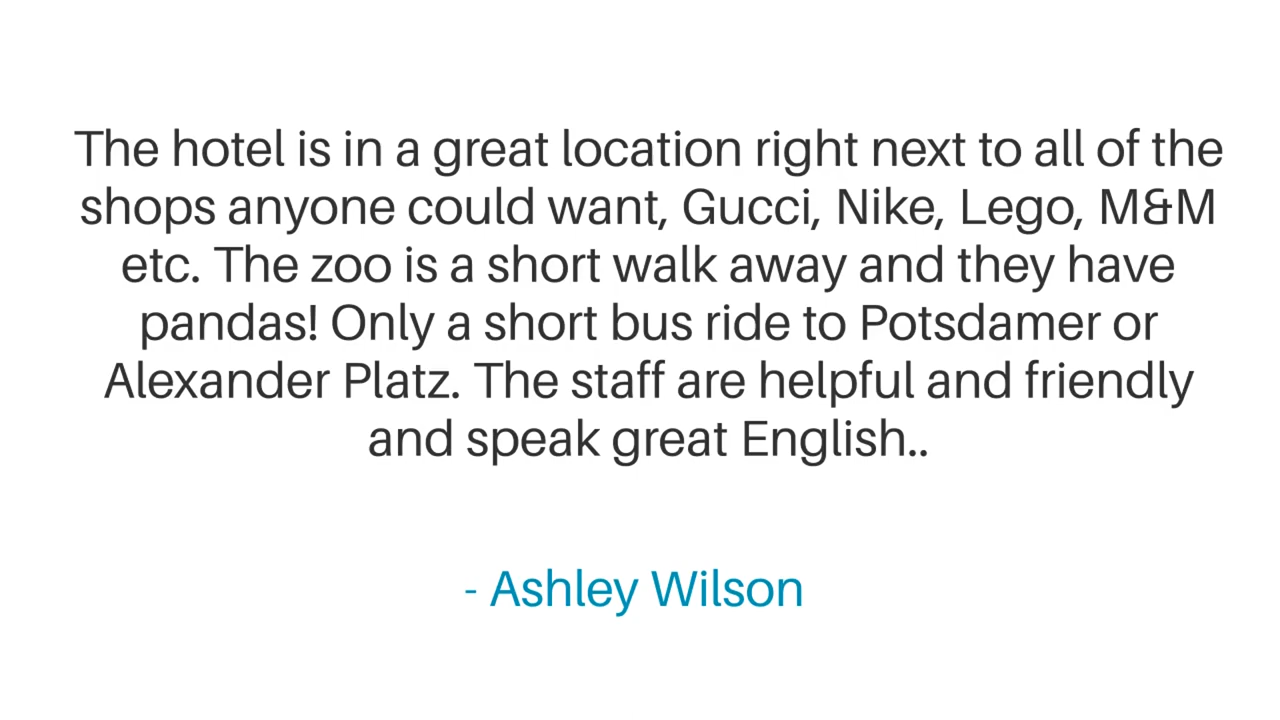 The hotel is in a great location right next to all of the
shops anyone could want, Gucci, Nike, Lego, M&M
etc. The zoo is a short walk away and they have
pandas! Only a short bus ride to Potsdamer or
Alexander Platz. The staff are helpful and friendly
and speak great English..
- Ashley Wilson